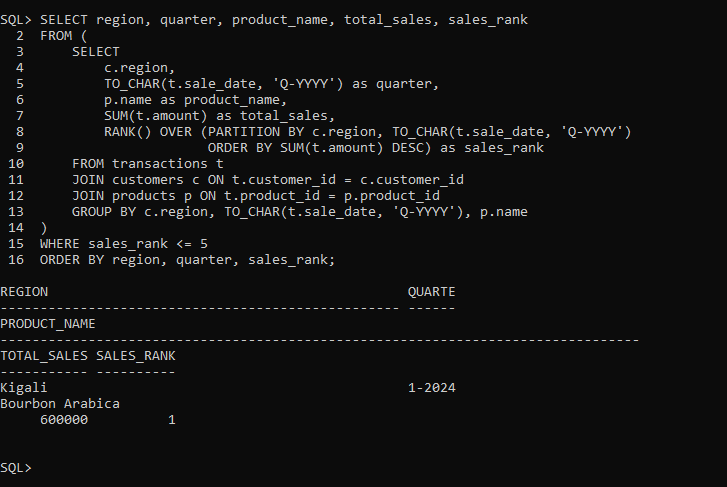 SQL> SELECT region, quarter, product_name, total_sales, sales_rank
  2  FROM (
  3      SELECT
  4          c.region,
  5          TO_CHAR(t.sale_date, 'Q-YYYY') as quarter,
  6          p.name as product_name,
  7          SUM(t.amount) as total_sales,
  8          RANK() OVER (PARTITION BY c.region, TO_CHAR(t.sale_date, 'Q-YYYY')
  9                       ORDER BY SUM(t.amount) DESC) as sales_rank
 10      FROM transactions t
 11      JOIN customers c ON t.customer_id = c.customer_id
 12      JOIN products p ON t.product_id = p.product_id
 13      GROUP BY c.region, TO_CHAR(t.sale_date, 'Q-YYYY'), p.name
 14  )
 15  WHERE sales_rank <= 5
 16  ORDER BY region, quarter, sales_rank;

REGION                                             QUARTE
-------------------------------------------------- ------
PRODUCT_NAME
--------------------------------------------------------------------------------
TOTAL_SALES SALES_RANK
----------- ----------
Kigali                                             1-2024
Bourbon Arabica
     600000          1


SQL>